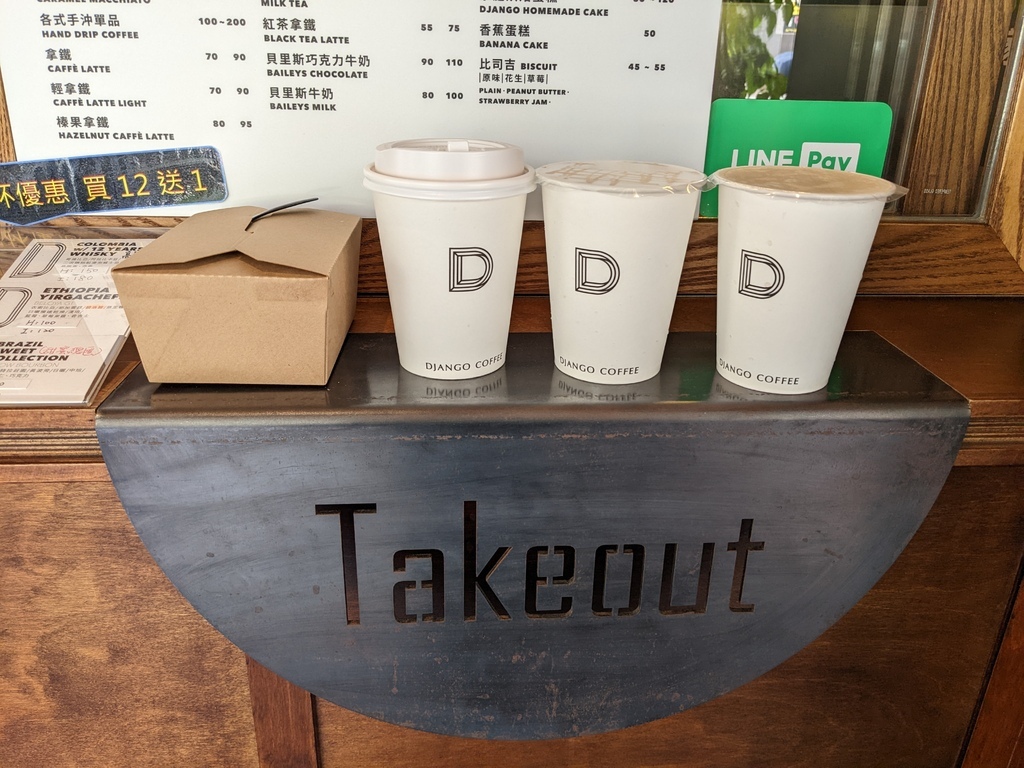 CARAMEL MACCHIATO
各式手沖單品 100~200
HAND DRIP COFFEE
拿鐵 70 90
CAFFÈ LATTE
輕拿鐵 70 90
CAFFÈ LATTE LIGHT
榛果拿鐵 80 95
HAZELNUT CAFFÈ LATTE
MILK TEA
紅茶拿鐵 55 75
BLACK TEA LATTE
貝里斯巧克力牛奶 90 110
BAILEYS CHOCOLATE
貝里斯牛奶 80 100
BAILEYS MILK
DJANGO HOMEMADE CAKE
香蕉蛋糕 50
BANANA CAKE
比司吉 BISCUIT 45 ~ 55
|原味|花生|草莓|
PLAIN · PEANUT BUTTER ·
STRAWBERRY JAM ·
杯優惠 買12送1
LINE Pay
COLOMBIA
w/ 12 YEARS
WHISKY
H: 150
I: 180
D
ETHIOPIA
YIRGACHEF
H: 100
I: 120
BRAZIL
SWEET
COLLECTION
D
DJANGO COFFEE
D
DJANGO COFFEE
D
DJANGO COFFEE
Takeout